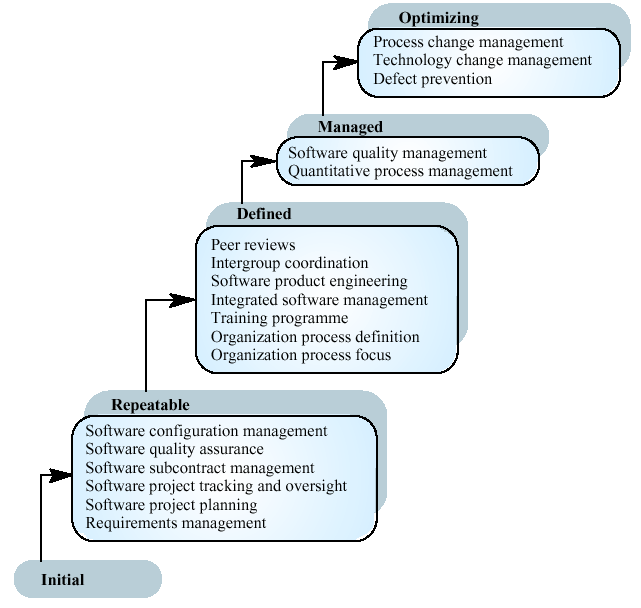 Optimizing
Process change management
Technology change management
Defect prevention
Managed
Software quality management
Quantitative process management
Defined
Peer reviews
Intergroup coordination
Software product engineering
Integrated software management
Training programme
Organization process definition
Organization process focus
Repeatable
Software configuration management
Software quality assurance
Software subcontract management
Software project tracking and oversight
Software project planning
Requirements management
Initial